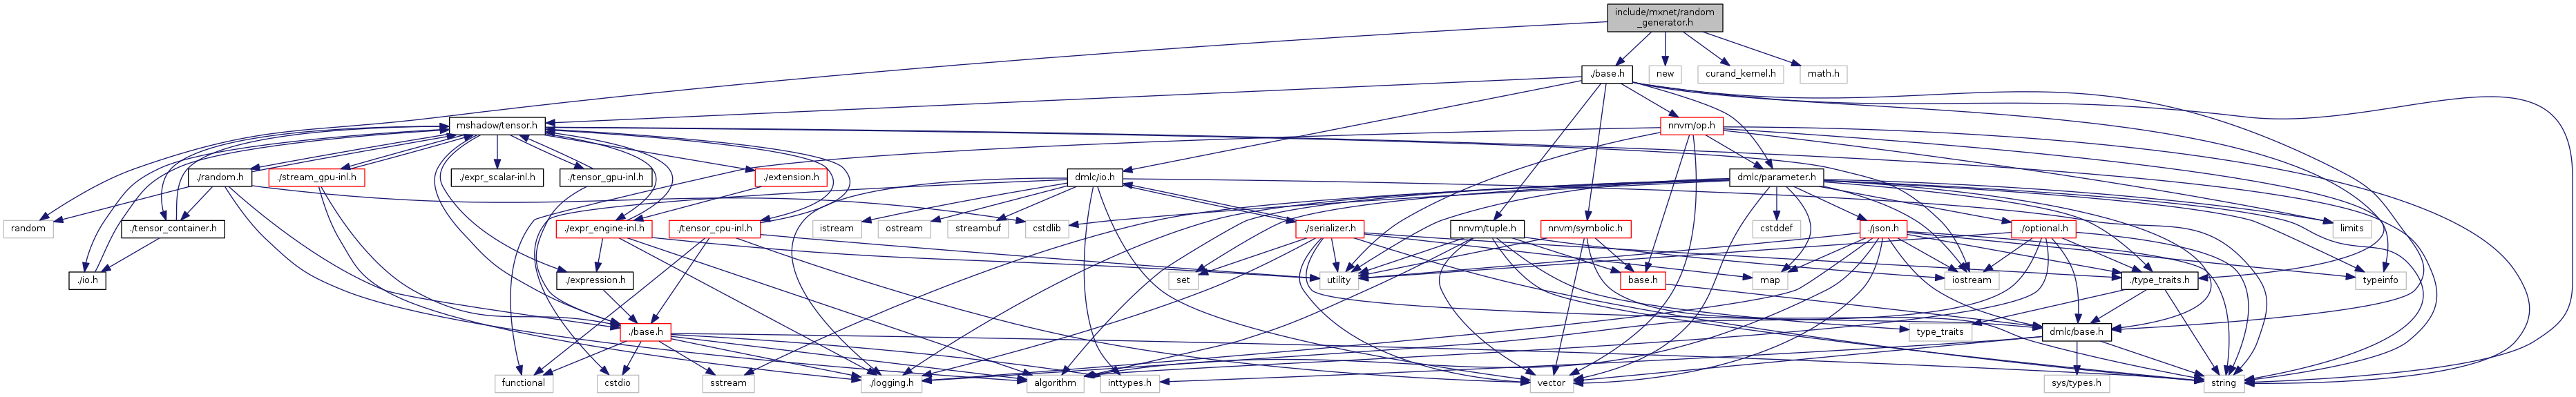 include/mxnet/random
_generator.h
./base.h
new
curand_kernel.h
math.h
mshadow/tensor.h
nnvm/op.h
./random.h
./stream_gpu-inl.h
./expr_scalar-inl.h
./tensor_gpu-inl.h
./extension.h
dmlc/io.h
dmlc/parameter.h
random
./tensor_container.h
./expr_engine-inl.h
./tensor_cpu-inl.h
istream
ostream
streambuf
cstdlib
./serializer.h
nnvm/tuple.h
nnvm/symbolic.h
cstddef
./json.h
./optional.h
limits
./io.h
./expression.h
set
utility
map
base.h
iostream
./type_traits.h
typeinfo
./base.h
type_traits
dmlc/base.h
functional
cstdio
sstream
./logging.h
algorithm
inttypes.h
vector
sys/types.h
string